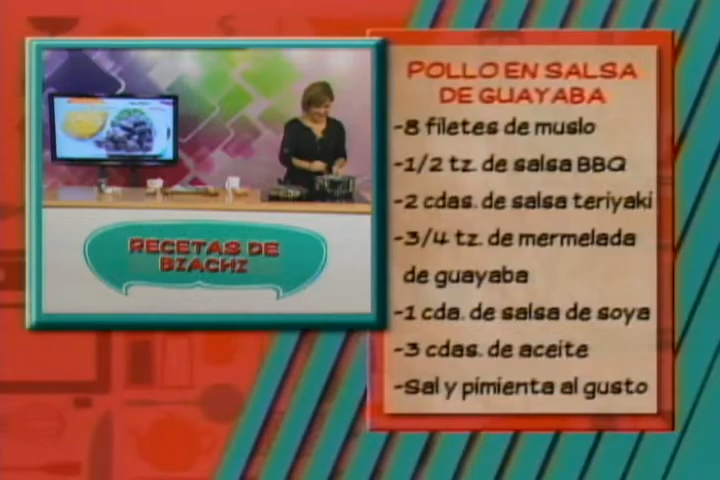 POLLO EN SALSA
DE GUAYABA
-8 filetes de muslo
-1/2 tz. de salsa BBQ
-2 cdas. de salsa teriyaki
-3/4 tz. de mermelada
de guayaba
-1 cda. de salsa de soya
-3 cdas. de aceite
-Sal y pimienta al gusto
RECETAS DE
BIACHI